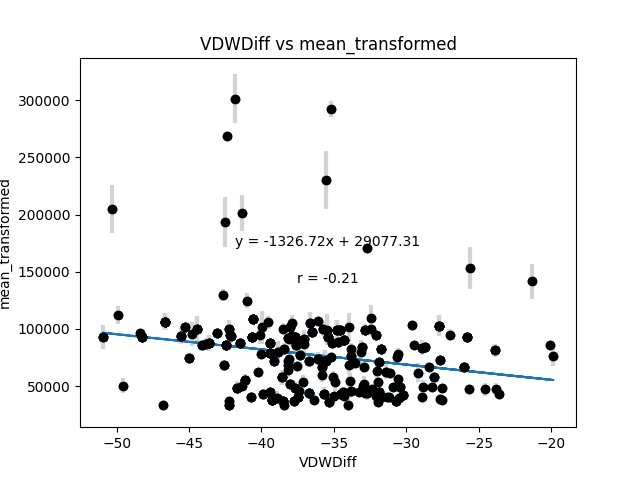 VDWDiff vs mean_transformed
mean_transformed
300000
250000
200000
150000
100000
50000
y = -1326.72x + 29077.31
r = -0.21
−50
−45
−40
−35
−30
−25
−20
VDWDiff